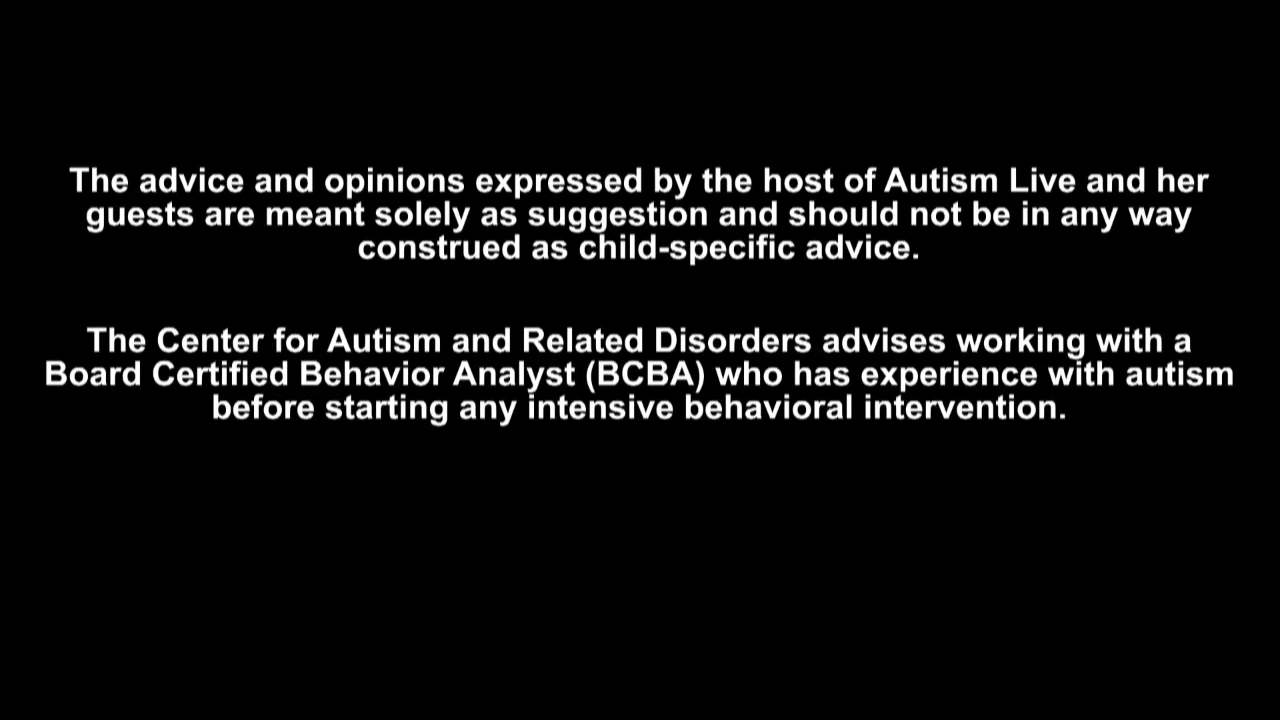 The advice and opinions expressed by the host of Autism Live and her
guests are meant solely as suggestion and should not be in any way
construed as child-specific advice.
The Center for Autism and Related Disorders advises working with a
Board Certified Behavior Analyst (BCBA) who has experience with autism
before starting any intensive behavioral intervention.